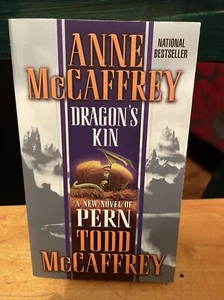 ANNE
McCAFFREY
NATIONAL
BESTSELLER
DRAGON'S
KIN
A NEW NOVEL OF
PERN
TODD
McCAFFREY